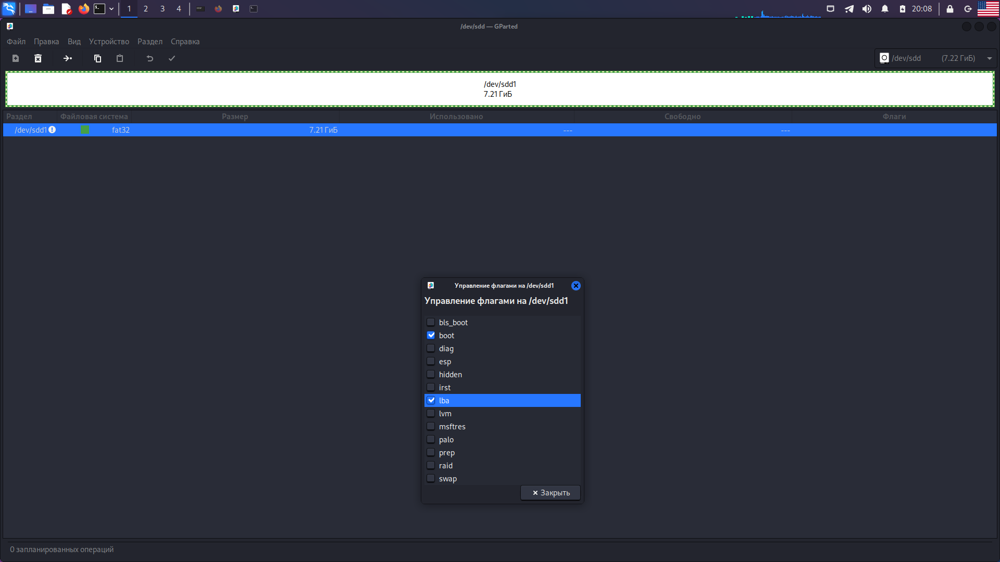 1 2 3 4 20:08
/dev/sdd — GParted
Файл Правка Вид Устройство Раздел Справка
/dev/sdd (7.22 ГиБ)
/dev/sdd1
7.21 ГиБ
Раздел Файловая система Размер Использовано Свободно Флаги
/dev/sdd1 fat32 7.21 ГиБ --- ---
Управление флагами на /dev/sdd1
Управление флагами на /dev/sdd1
bls_boot
boot
diag
esp
hidden
irst
lba
lvm
msftres
palo
prep
raid
swap
Закрыть
0 запланированных операций